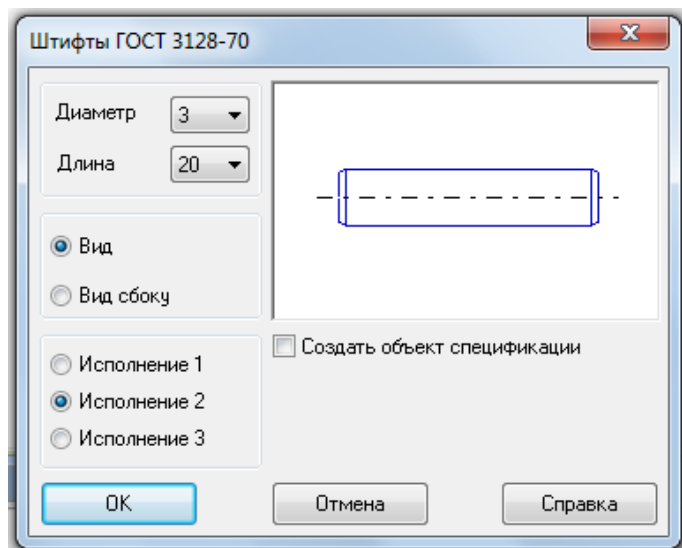 Штифты ГОСТ 3128-70
Диаметр 3
Длина 20
Вид
Вид сбоку
Исполнение 1
Исполнение 2
Исполнение 3
Создать объект спецификации
OK Отмена Справка